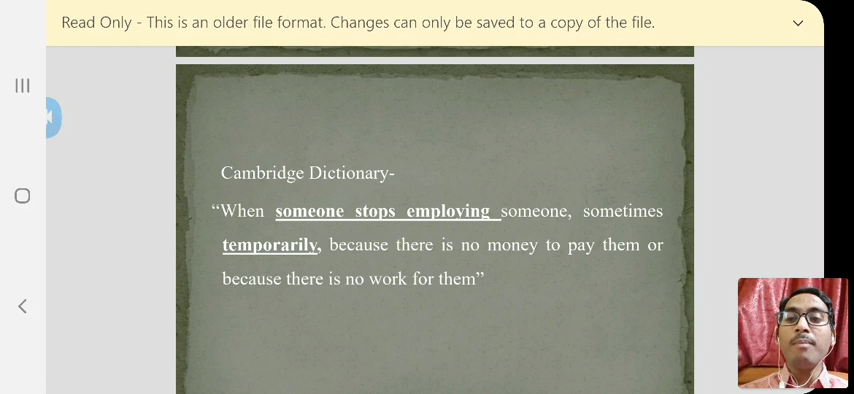 Read Only - This is an older file format. Changes can only be saved to a copy of the file.
Cambridge Dictionary-
“When someone stops employing someone, sometimes
temporarily, because there is no money to pay them or
because there is no work for them”